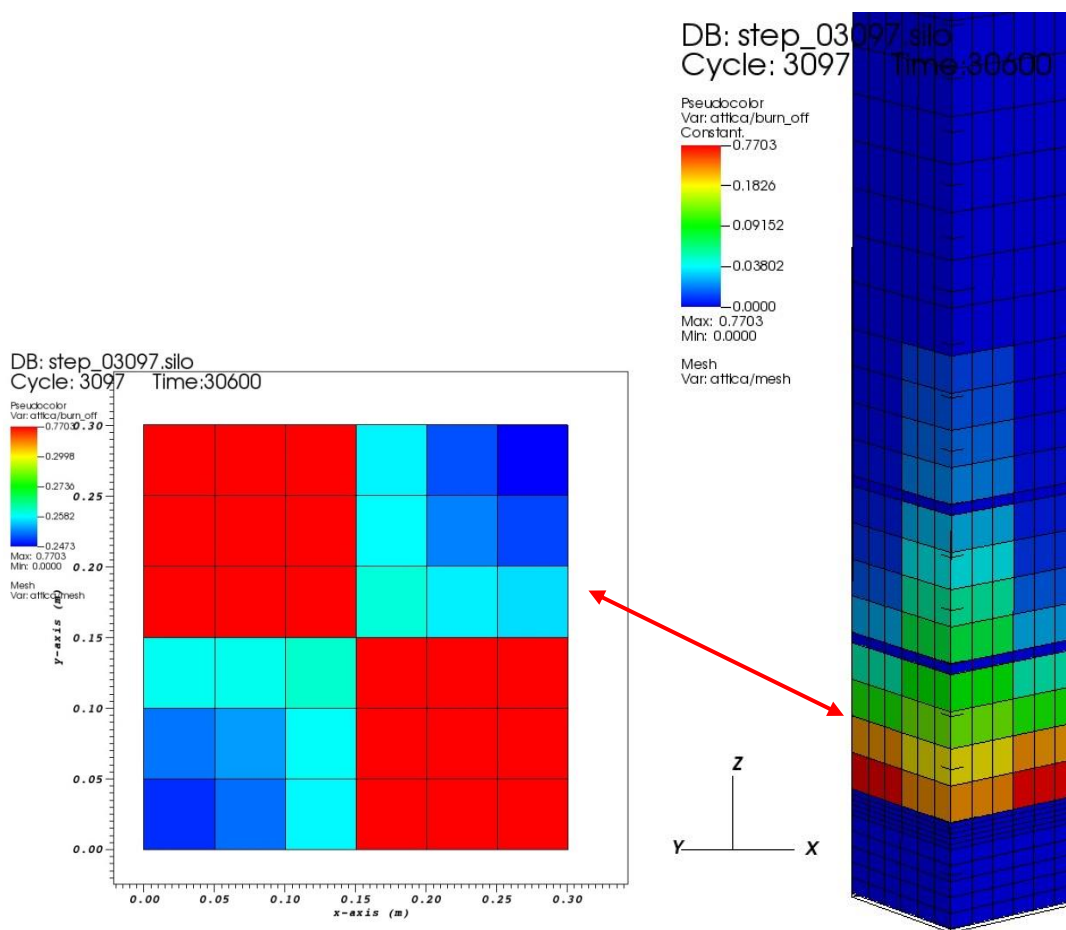 DB: step_03097.silo
Cycle: 3097 Time:30600
Pseudocolor
Var: attica/burn_off
Constant.
0.7703
0.1826
0.09152
0.03802
0.0000
Max: 0.7703
Min: 0.0000
Mesh
Var: attica/mesh
DB: step_03097.silo
Cycle: 3097 Time:30600
Pseudocolor
Var: attica/burn_off
0.7703
0.2998
0.2736
0.2582
0.2473
Max: 0.7703
Min: 0.0000
Mesh
Var: attica/mesh
0.30
0.25
0.20
0.15
0.10
0.05
0.00
y-axis (m)
0.00 0.05 0.10 0.15 0.20 0.25 0.30
x-axis (m)
Z
Y X